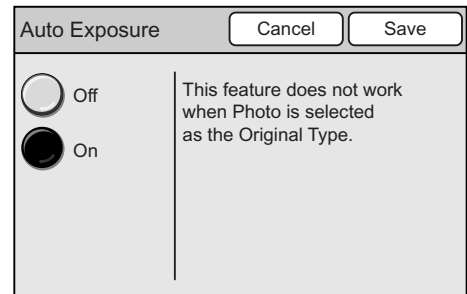 Auto Exposure Cancel Save
Off
On
This feature does not work
when Photo is selected
as the Original Type.